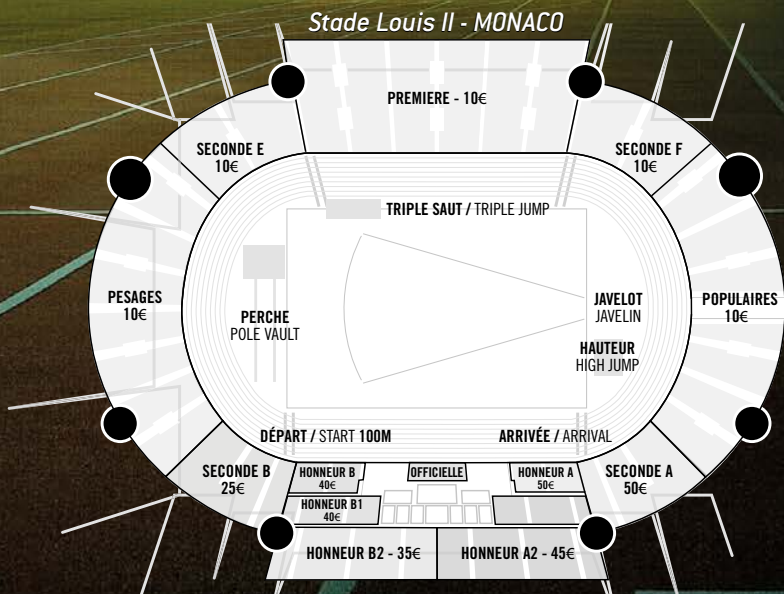 Stade Louis II - MONACO
PREMIERE - 10€
SECONDE E
10€
SECONDE F
10€
TRIPLE SAUT / TRIPLE JUMP
PESAGES
10€
PERCHE
POLE VAULT
JAVELOT
JAVELIN
POPULAIRES
10€
HAUTEUR
HIGH JUMP
DÉPART / START 100M
ARRIVÉE / ARRIVAL
SECONDE B
25€
HONNEUR B
40€
OFFICIELLE
HONNEUR A
50€
SECONDE A
50€
HONNEUR B1
40€
HONNEUR B2 - 35€
HONNEUR A2 - 45€